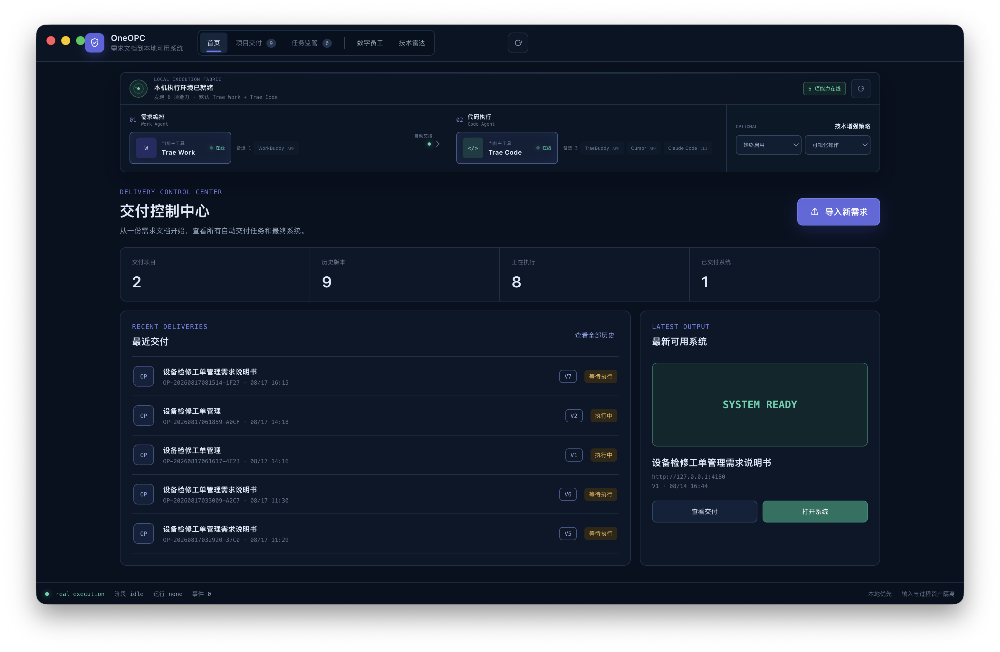 OneOPC
需求文档到本地可用系统
首页 项目交付 9 任务监管 0 数字员工 技术雷达
LOCAL EXECUTION FABRIC
本机执行环境已就绪
发现 6 项能力 · 默认 Trae Work + Trae Code
6 项能力在线
01 需求编排
Work Agent
W
当前主工具
Trae Work
在线
备选 1 WorkBuddy APP
自动交接
02 代码执行
Code Agent
</>
当前主工具
Trae Code
在线
备选 3 TraeBuddy APP Cursor APP Claude Code CLI
OPTIONAL 技术增强策略
始终启用 可视化操作
DELIVERY CONTROL CENTER
交付控制中心
从一份需求文档开始，查看所有自动交付任务和最终系统。
导入新需求
交付项目
2
历史版本
9
正在执行
8
已交付系统
1
RECENT DELIVERIES
最近交付
查看全部历史
OP 设备检修工单管理需求说明书 V7 等待执行
OP-20260817081514-1F27 · 08/17 16:15
OP 设备检修工单管理 V2 执行中
OP-20260817061859-A0CF · 08/17 14:18
OP 设备检修工单管理 V1 执行中
OP-20260817061617-4E23 · 08/17 14:16
OP 设备检修工单管理需求说明书 V6 等待执行
OP-20260817033009-A2C7 · 08/17 11:30
OP 设备检修工单管理需求说明书 V5 等待执行
OP-20260817032920-37C0 · 08/17 11:29
LATEST OUTPUT
最新可用系统
SYSTEM READY
设备检修工单管理需求说明书
http://127.0.0.1:4180
V1 · 08/14 16:44
查看交付 打开系统
real execution 阶段 idle 运行 none 事件 0 本地优先 输入与过程资产隔离